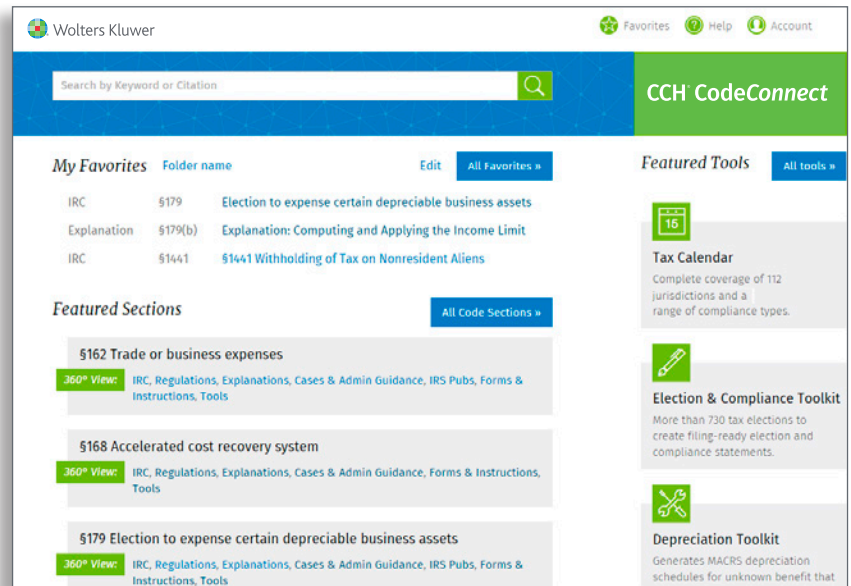 Wolters Kluwer
Favorites
Help
Account
Search by Keyword or Citation
CCH® CodeConnect
My Favorites Folder name Edit All Favorites »
IRC §179 Election to expense certain depreciable business assets
Explanation §179(b) Explanation: Computing and Applying the Income Limit
IRC §1441 §1441 Withholding of Tax on Nonresident Aliens
Featured Sections All Code Sections »
§162 Trade or business expenses
360° View: IRC, Regulations, Explanations, Cases & Admin Guidance, IRS Pubs, Forms &
Instructions, Tools
§168 Accelerated cost recovery system
360° View: IRC, Regulations, Explanations, Cases & Admin Guidance, Forms & Instructions,
Tools
§179 Election to expense certain depreciable business assets
360° View: IRC, Regulations, Explanations, Cases & Admin Guidance, IRS Pubs, Forms &
Instructions, Tools
Featured Tools All tools »
15
Tax Calendar
Complete coverage of 112
jurisdictions and a
range of compliance types.
Election & Compliance Toolkit
More than 730 tax elections to
create filing-ready election and
compliance statements.
Depreciation Toolkit
Generates MACRS depreciation
schedules for unknown benefit that